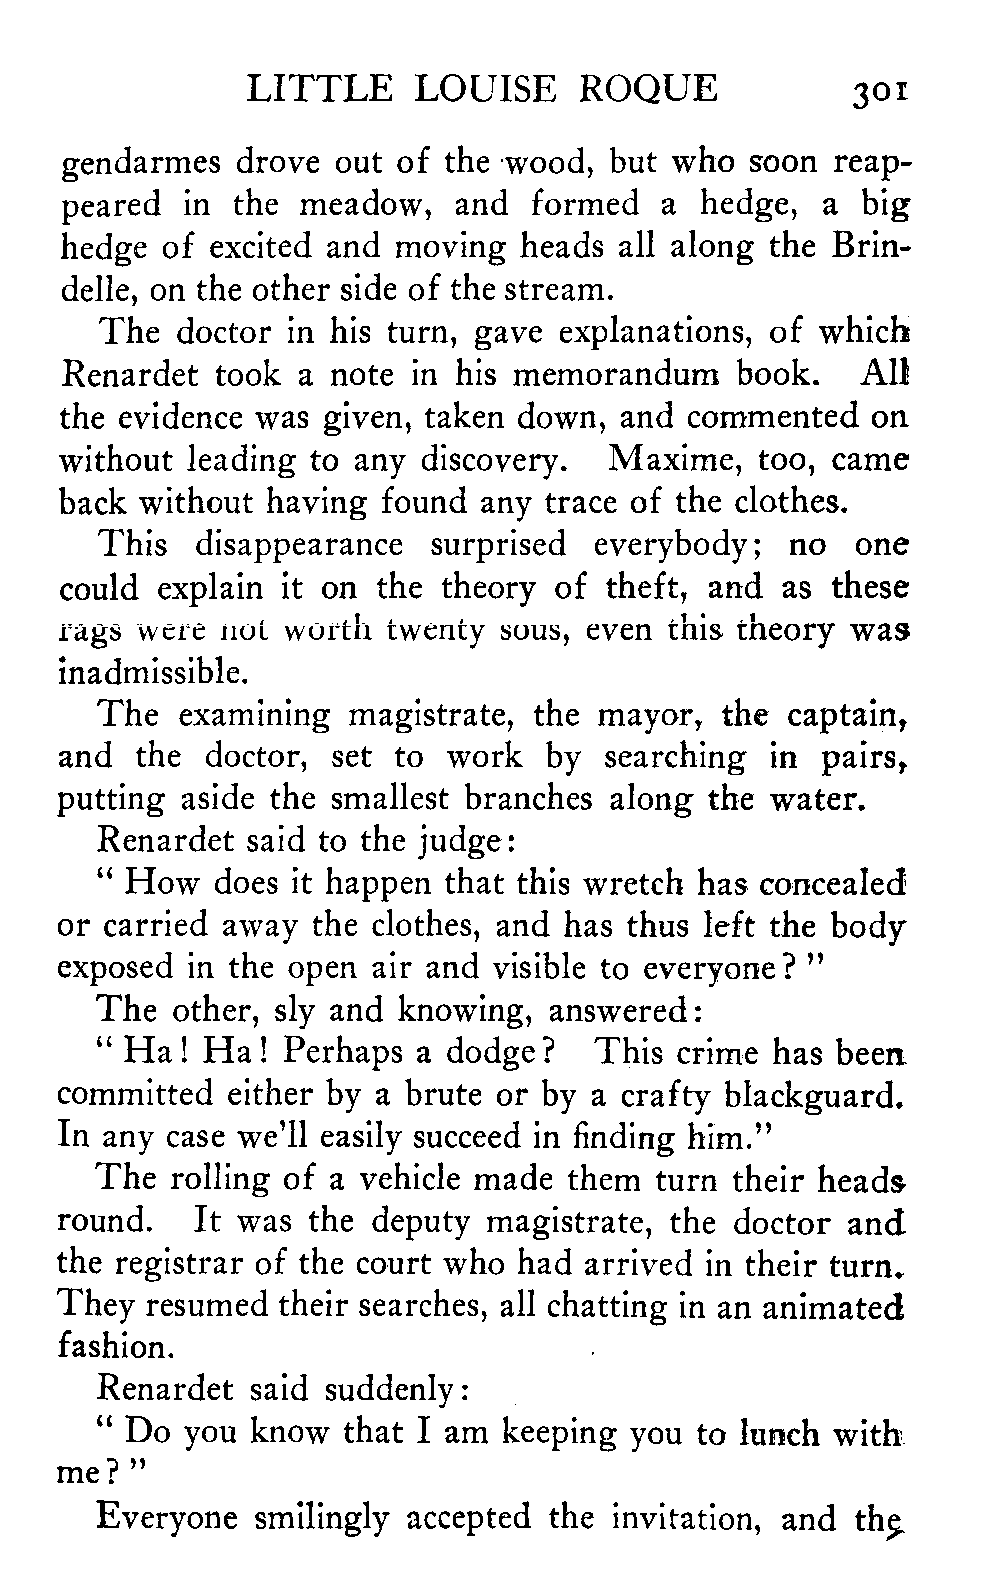 LITTLE LOUISE ROQUE 301
gendarmes drove out of the wood, but who soon reap-
peared in the meadow, and formed a hedge, a big
hedge of excited and moving heads all along the Brin-
delle, on the other side of the stream.
The doctor in his turn, gave explanations, of which
Renardet took a note in his memorandum book. All
the evidence was given, taken down, and commented on
without leading to any discovery. Maxime, too, came
back without having found any trace of the clothes.
This disappearance surprised everybody; no one
could explain it on the theory of theft, and as these
rags were not worth twenty sous, even this theory was
inadmissible.
The examining magistrate, the mayor, the captain,
and the doctor, set to work by searching in pairs,
putting aside the smallest branches along the water.
Renardet said to the judge:
" How does it happen that this wretch has concealed
or carried away the clothes, and has thus left the body
exposed in the open air and visible to everyone? "
The other, sly and knowing, answered:
" Ha! Ha! Perhaps a dodge? This crime has been
committed either by a brute or by a crafty blackguard.
In any case we'll easily succeed in finding him."
The rolling of a vehicle made them turn their heads
round. It was the deputy magistrate, the doctor and
the registrar of the court who had arrived in their turn.
They resumed their searches, all chatting in an animated
fashion.
Renardet said suddenly:
" Do you know that I am keeping you to lunch with
me? "
Everyone smilingly accepted the invitation, and the